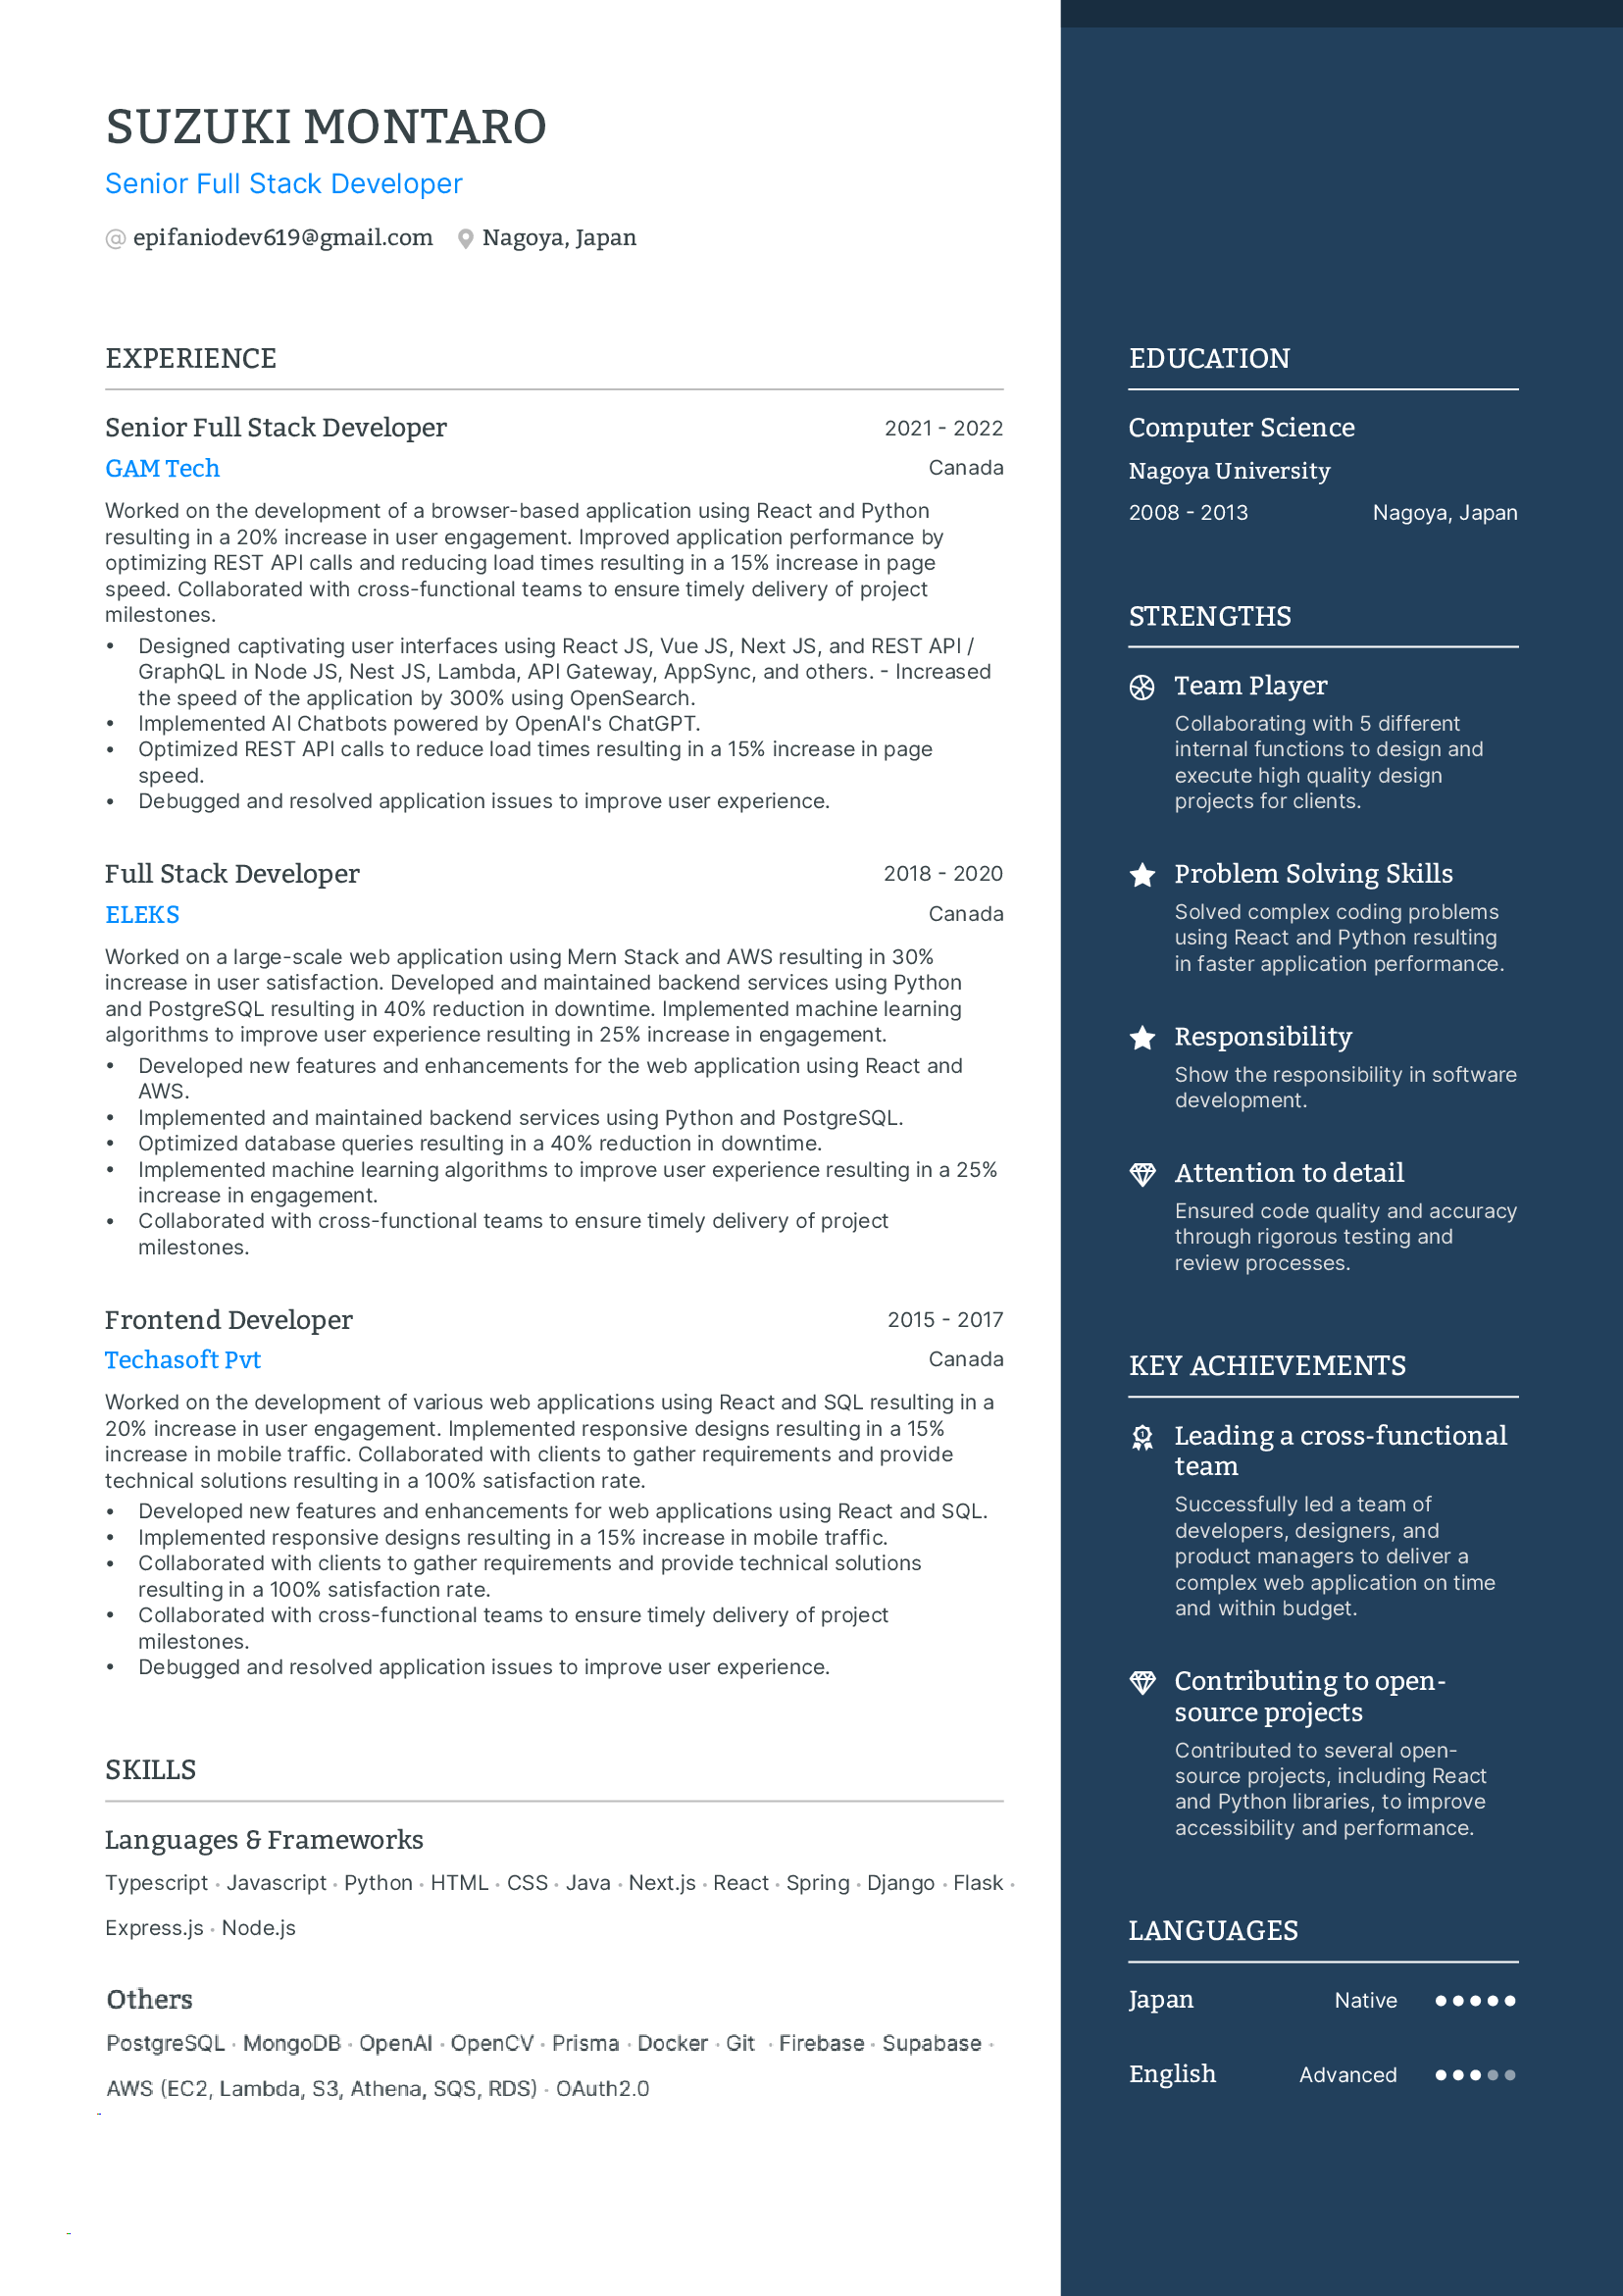 SUZUKI MONTARO
Senior Full Stack Developer
@ epifaniodev619@gmail.com Nagoya, Japan
EXPERIENCE
Senior Full Stack Developer 2021 - 2022
GAM Tech Canada
Worked on the development of a browser-based application using React and Python
resulting in a 20% increase in user engagement. Improved application performance by
optimizing REST API calls and reducing load times resulting in a 15% increase in page
speed. Collaborated with cross-functional teams to ensure timely delivery of project
milestones.
• Designed captivating user interfaces using React JS, Vue JS, Next JS, and REST API /
GraphQL in Node JS, Nest JS, Lambda, API Gateway, AppSync, and others. - Increased
the speed of the application by 300% using OpenSearch.
• Implemented AI Chatbots powered by OpenAI's ChatGPT.
• Optimized REST API calls to reduce load times resulting in a 15% increase in page
speed.
• Debugged and resolved application issues to improve user experience.
Full Stack Developer 2018 - 2020
ELEKS Canada
Worked on a large-scale web application using Mern Stack and AWS resulting in 30%
increase in user satisfaction. Developed and maintained backend services using Python
and PostgreSQL resulting in 40% reduction in downtime. Implemented machine learning
algorithms to improve user experience resulting in 25% increase in engagement.
• Developed new features and enhancements for the web application using React and
AWS.
• Implemented and maintained backend services using Python and PostgreSQL.
• Optimized database queries resulting in a 40% reduction in downtime.
• Implemented machine learning algorithms to improve user experience resulting in a 25%
increase in engagement.
• Collaborated with cross-functional teams to ensure timely delivery of project
milestones.
Frontend Developer 2015 - 2017
Techasoft Pvt Canada
Worked on the development of various web applications using React and SQL resulting in a
20% increase in user engagement. Implemented responsive designs resulting in a 15%
increase in mobile traffic. Collaborated with clients to gather requirements and provide
technical solutions resulting in a 100% satisfaction rate.
• Developed new features and enhancements for web applications using React and SQL.
• Implemented responsive designs resulting in a 15% increase in mobile traffic.
• Collaborated with clients to gather requirements and provide technical solutions
resulting in a 100% satisfaction rate.
• Collaborated with cross-functional teams to ensure timely delivery of project
milestones.
• Debugged and resolved application issues to improve user experience.
SKILLS
Languages & Frameworks
Typescript · Javascript · Python · HTML · CSS · Java · Next.js · React · Spring · Django · Flask ·
Express.js · Node.js
Others
PostgreSQL · MongoDB · OpenAI · OpenCV · Prisma · Docker · Git · Firebase · Supabase ·
AWS (EC2, Lambda, S3, Athena, SQS, RDS) · OAuth2.0
EDUCATION
Computer Science
Nagoya University
2008 - 2013 Nagoya, Japan
STRENGTHS
Team Player
Collaborating with 5 different
internal functions to design and
execute high quality design
projects for clients.
Problem Solving Skills
Solved complex coding problems
using React and Python resulting
in faster application performance.
Responsibility
Show the responsibility in software
development.
Attention to detail
Ensured code quality and accuracy
through rigorous testing and
review processes.
KEY ACHIEVEMENTS
Leading a cross-functional
team
Successfully led a team of
developers, designers, and
product managers to deliver a
complex web application on time
and within budget.
Contributing to open-
source projects
Contributed to several open-
source projects, including React
and Python libraries, to improve
accessibility and performance.
LANGUAGES
Japan Native
English Advanced